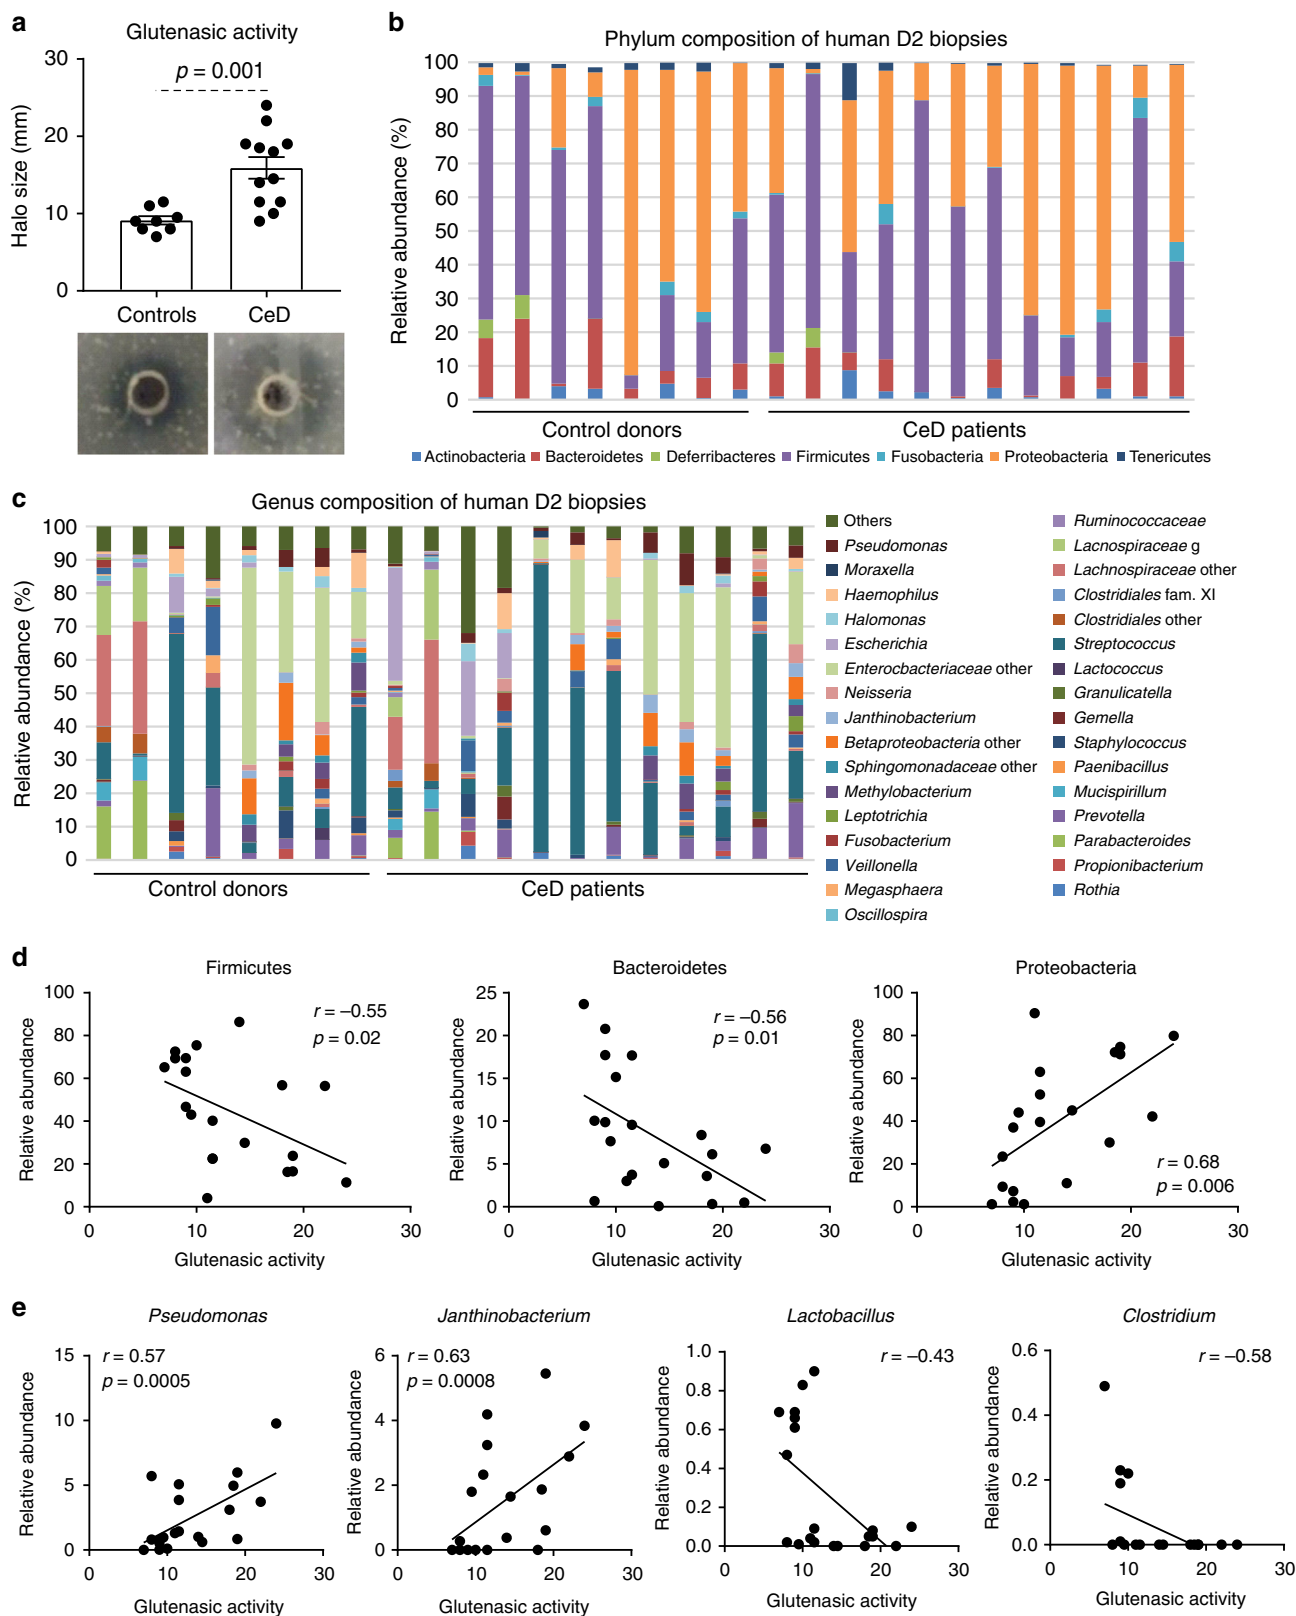 a
Glutenasic activity
p = 0.001
30
20
10
0
Halo size (mm)
Controls
CeD
b
Phylum composition of human D2 biopsies
100
90
80
70
60
50
40
30
20
10
0
Relative abundance (%)
Control donors
CeD patients
Actinobacteria
Bacteroidetes
Deferribacteres
Firmicutes
Fusobacteria
Proteobacteria
Tenericutes
c
Genus composition of human D2 biopsies
100
90
80
70
60
50
40
30
20
10
0
Relative abundance (%)
Control donors
CeD patients
Others
Pseudomonas
Moraxella
Haemophilus
Halomonas
Escherichia
Enterocbacteriaceae other
Neisseria
Janthinobacterium
Betaproteobacteria other
Sphingomonadaceae other
Methylobacterium
Leptotrichia
Fusobacterium
Veillonella
Megasphaera
Oscillospira
Ruminococcaceae
Lacnospiraceae g
Lachnospiraceae other
Clostridiales fam. XI
Clostridiales other
Streptococcus
Lactococcus
Granulicatella
Gemella
Staphylococcus
Paenibacillus
Mucispirillum
Prevotella
Parabacteroides
Propionibacterium
Rothia
d
Firmicutes
r = –0.55
p = 0.02
100
80
60
40
20
0
Relative abundance
0 10 20 30
Glutenasic activity
Bacteroidetes
r = –0.56
p = 0.01
25
20
15
10
5
0
Relative abundance
0 10 20 30
Glutenasic activity
Proteobacteria
100
80
60
40
20
0
Relative abundance
r = 0.68
p = 0.006
0 10 20 30
Glutenasic activity
e
Pseudomonas
r = 0.57
p = 0.0005
15
10
5
0
Relative abundance
0 10 20 30
Glutenasic activity
Janthinobacterium
r = 0.63
p = 0.0008
6
4
2
0
Relative abundance
0 10 20 30
Glutenasic activity
Lactobacillus
r = –0.43
1.0
0.8
0.6
0.4
0.2
0.0
Relative abundance
0 10 20 30
Glutenasic activity
Clostridium
r = –0.58
0.6
0.4
0.2
0.0
Relative abundance
0 10 20 30
Glutenasic activity